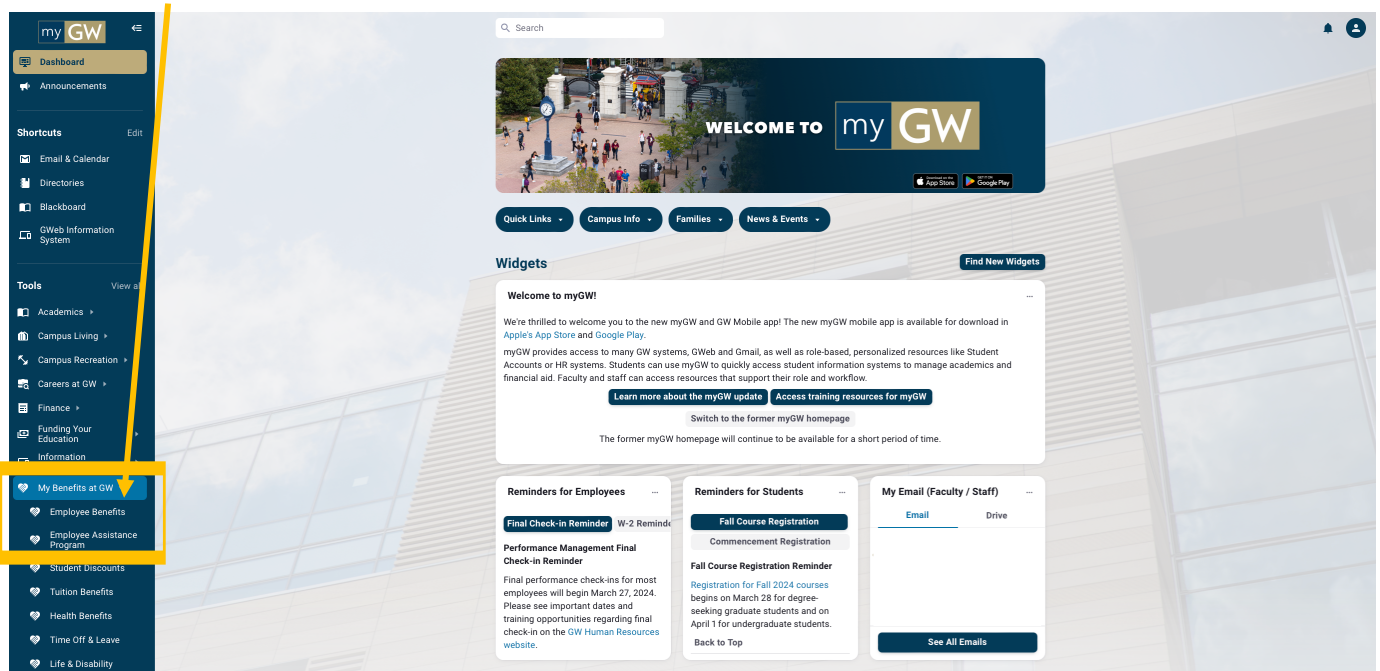 my GW
Dashboard
Announcements
Shortcuts
Edit
Email & Calendar
Directories
Blackboard
GWeb Information
System
Tools
View al
Academics
Campus Living
Campus Recreation
Careers at GW
Finance
Funding Your
Education
Information
My Benefits at GW
Employee Benefits
Employee Assistance
Program
Student Discounts
Tuition Benefits
Health Benefits
Time Off & Leave
Life & Disability
Search
WELCOME TO my GW
Download on the
App Store
GET IT ON
Google Play
Quick Links
Campus Info
Families
News & Events
Widgets
Find New Widgets
Welcome to myGW!
...
We're thrilled to welcome you to the new myGW and GW Mobile app! The new myGW mobile app is available for download in
Apple's App Store and Google Play.
myGW provides access to many GW systems, GWeb and Gmail, as well as role-based, personalized resources like Student
Accounts or HR systems. Students can use myGW to quickly access student information systems to manage academics and
financial aid. Faculty and staff can access resources that support their role and workflow.
Learn more about the myGW update
Access training resources for myGW
Switch to the former myGW homepage
The former myGW homepage will continue to be available for a short period of time.
Reminders for Employees
...
Final Check-in Reminder
W-2 Reminde
Performance Management Final
Check-in Reminder
Final performance check-ins for most
employees will begin March 27, 2024.
Please see important dates and
training opportunities regarding final
check-in on the GW Human Resources
website.
Reminders for Students
...
Fall Course Registration
Commencement Registration
Fall Course Registration Reminder
Registration for Fall 2024 courses
begins on March 28 for degree-
seeking graduate students and on
April 1 for undergraduate students.
Back to Top
My Email (Faculty / Staff)
...
Email
Drive
See All Emails